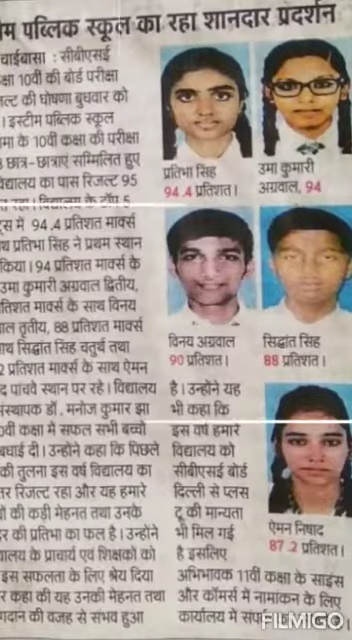 म पब्लिक स्कूल का रहा शानदार प्रदर्शन
चाईबासा : सीबीएसई
क्षा 10वीं की बोर्ड परीक्षा
जल्ट की घोषणा बुधवार को
। इस्टीम पब्लिक स्कूल
मा के 10वीं कक्षा की परीक्षा
छात्र-छात्राएं सम्मिलित हुए
विद्यालय का पास रिजल्ट 95
र्स में 94.4 प्रतिशत मार्क्स
थ प्रतिभा सिंह ने प्रथम स्थान
किया। 94 प्रतिशत मार्क्स के
उमा कुमारी अग्रवाल द्वितीय,
तिशत मार्क्स के साथ विनय
ाल तृतीय, 88 प्रतिशत मार्क्स
ाथ सिद्धांत सिंह चतुर्थ तथा
2 प्रतिशत मार्क्स के साथ ऐमन
द पांचवे स्थान पर रहे। विद्यालय
संस्थापक डॉ. मनोज कुमार झा
0वीं कक्षा में सफल सभी बच्चों
बधाई दी। उन्होंने कहा कि पिछले
की तुलना इस वर्ष विद्यालय का
तर रिजल्ट रहा और यह हमारे
ों की कड़ी मेहनत तथा उनके
र की प्रतिभा का फल है। उन्होंने
यालय के प्राचार्य एवं शिक्षकों को
इस सफलता के लिए श्रेय दिया
र कहा की यह उनकी मेहनत तथा
गदान की वजह से संभव हुआ
प्रतिभा सिंह
94.4 प्रतिशत।
उमा कुमारी
अग्रवाल, 94
विनय अग्रवाल
90 प्रतिशत।
सिद्धांत सिंह
88 प्रतिशत।
है। उन्होंने यह
भी कहा कि
इस वर्ष हमारे
विद्यालय को
सीबीएसई बोर्ड
दिल्ली से प्लस
टू की मान्यता
भी मिल गई
है इसलिए
अभिभावक 11वीं कक्षा के साइंस
और कॉमर्स में नामांकन के लिए
कार्यालय में
ऐमन निषाद
87.2 प्रतिशत।
FILMIGO